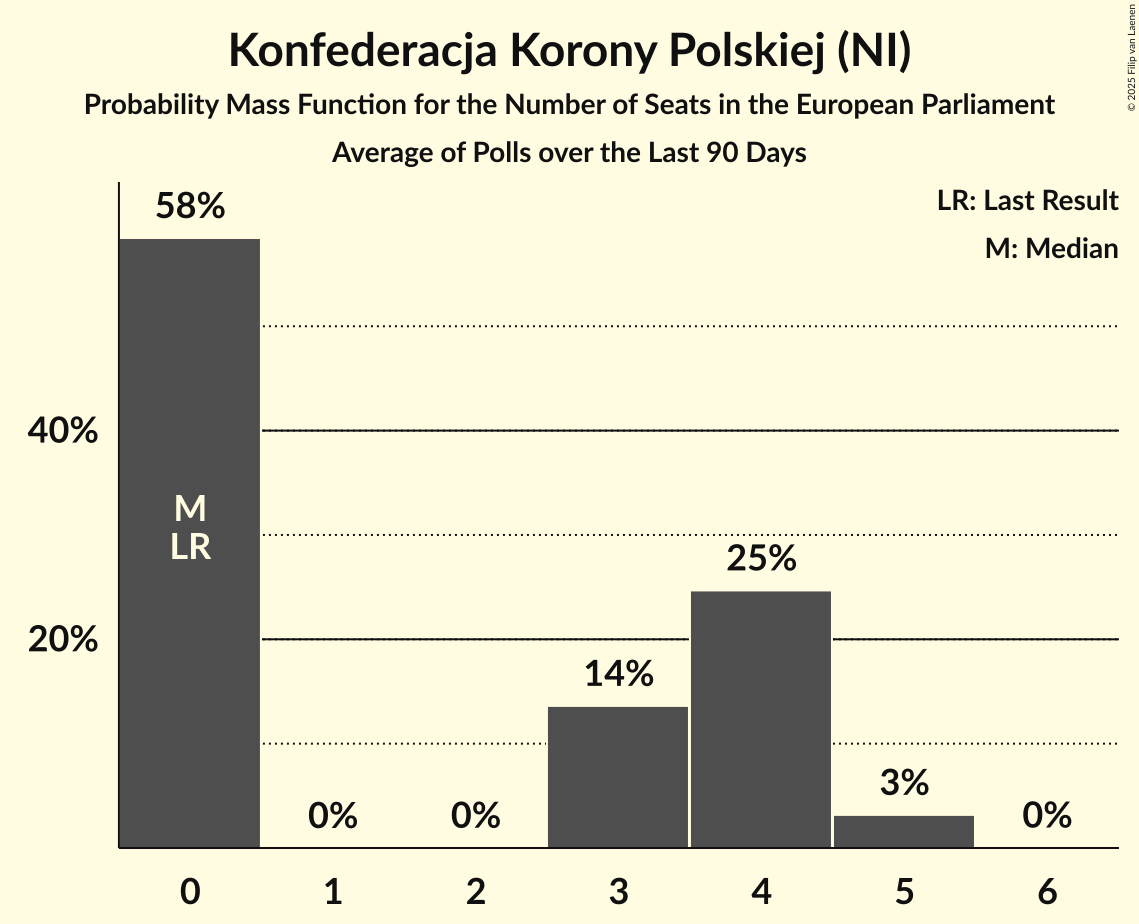 Konfederacja Korony Polskiej (NI)
Probability Mass Function for the Number of Seats in the European Parliament
Average of Polls over the Last 90 Days
© 2025 Filip van Laenen
LR: Last Result
M: Median
58%
40%
M
LR
25%
20%
14%
3%
0%
0%
0%
0
1
2
3
4
5
6